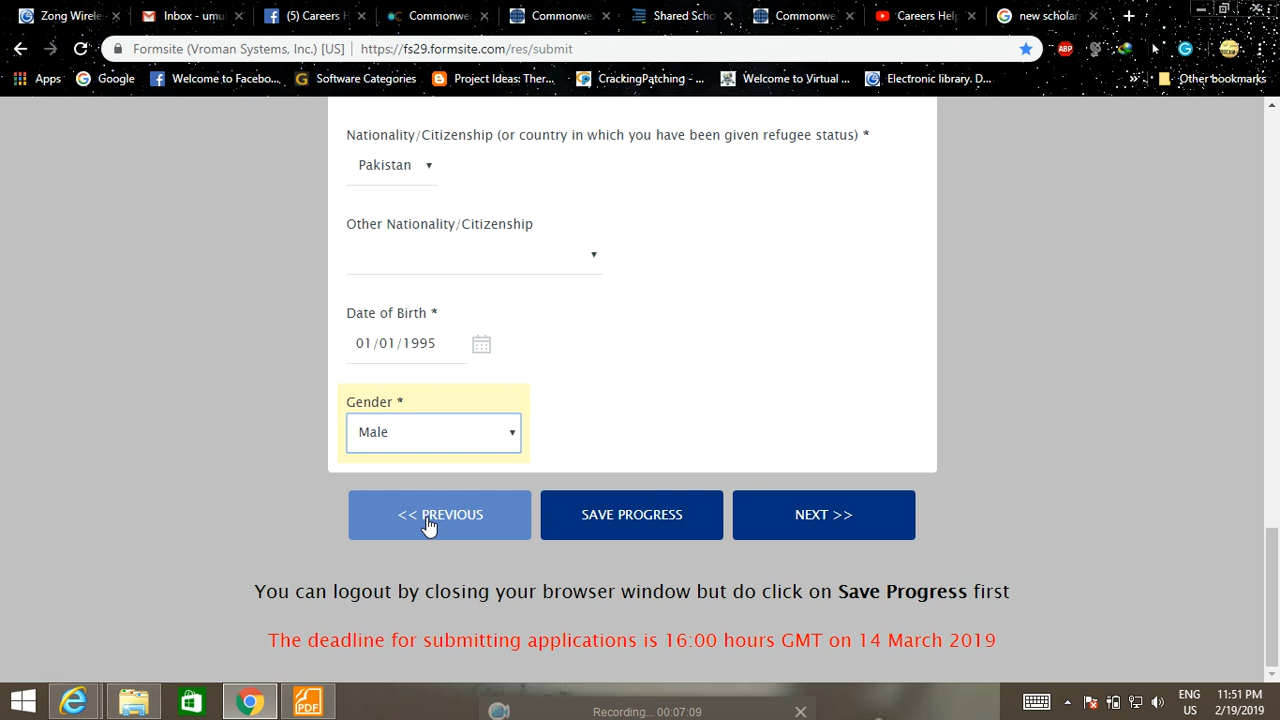 Zong Wirele
Inbox - umu
(5) Careers H
Commonwe
Commonwe
Shared Scho
Commonwe
Careers Help
new scholar
Formsite (Vroman Systems, Inc.) [US] | https://fs29.formsite.com/res/submit
ABP
Apps
Google
Welcome to Facebo...
Software Categories
Project Ideas: Ther...
CrackingPatching - ...
Welcome to Virtual ...
Electronic library. D...
»
Other bookmarks
Nationality/Citizenship (or country in which you have been given refugee status) *
Pakistan
Other Nationality/Citizenship
Date of Birth *
01/01/1995
Gender *
Male
<< PREVIOUS
SAVE PROGRESS
NEXT >>
You can logout by closing your browser window but do click on Save Progress first
The deadline for submitting applications is 16:00 hours GMT on 14 March 2019
PDF
Recording... 00:07:09
ENG
US
11:51 PM
2/19/2019